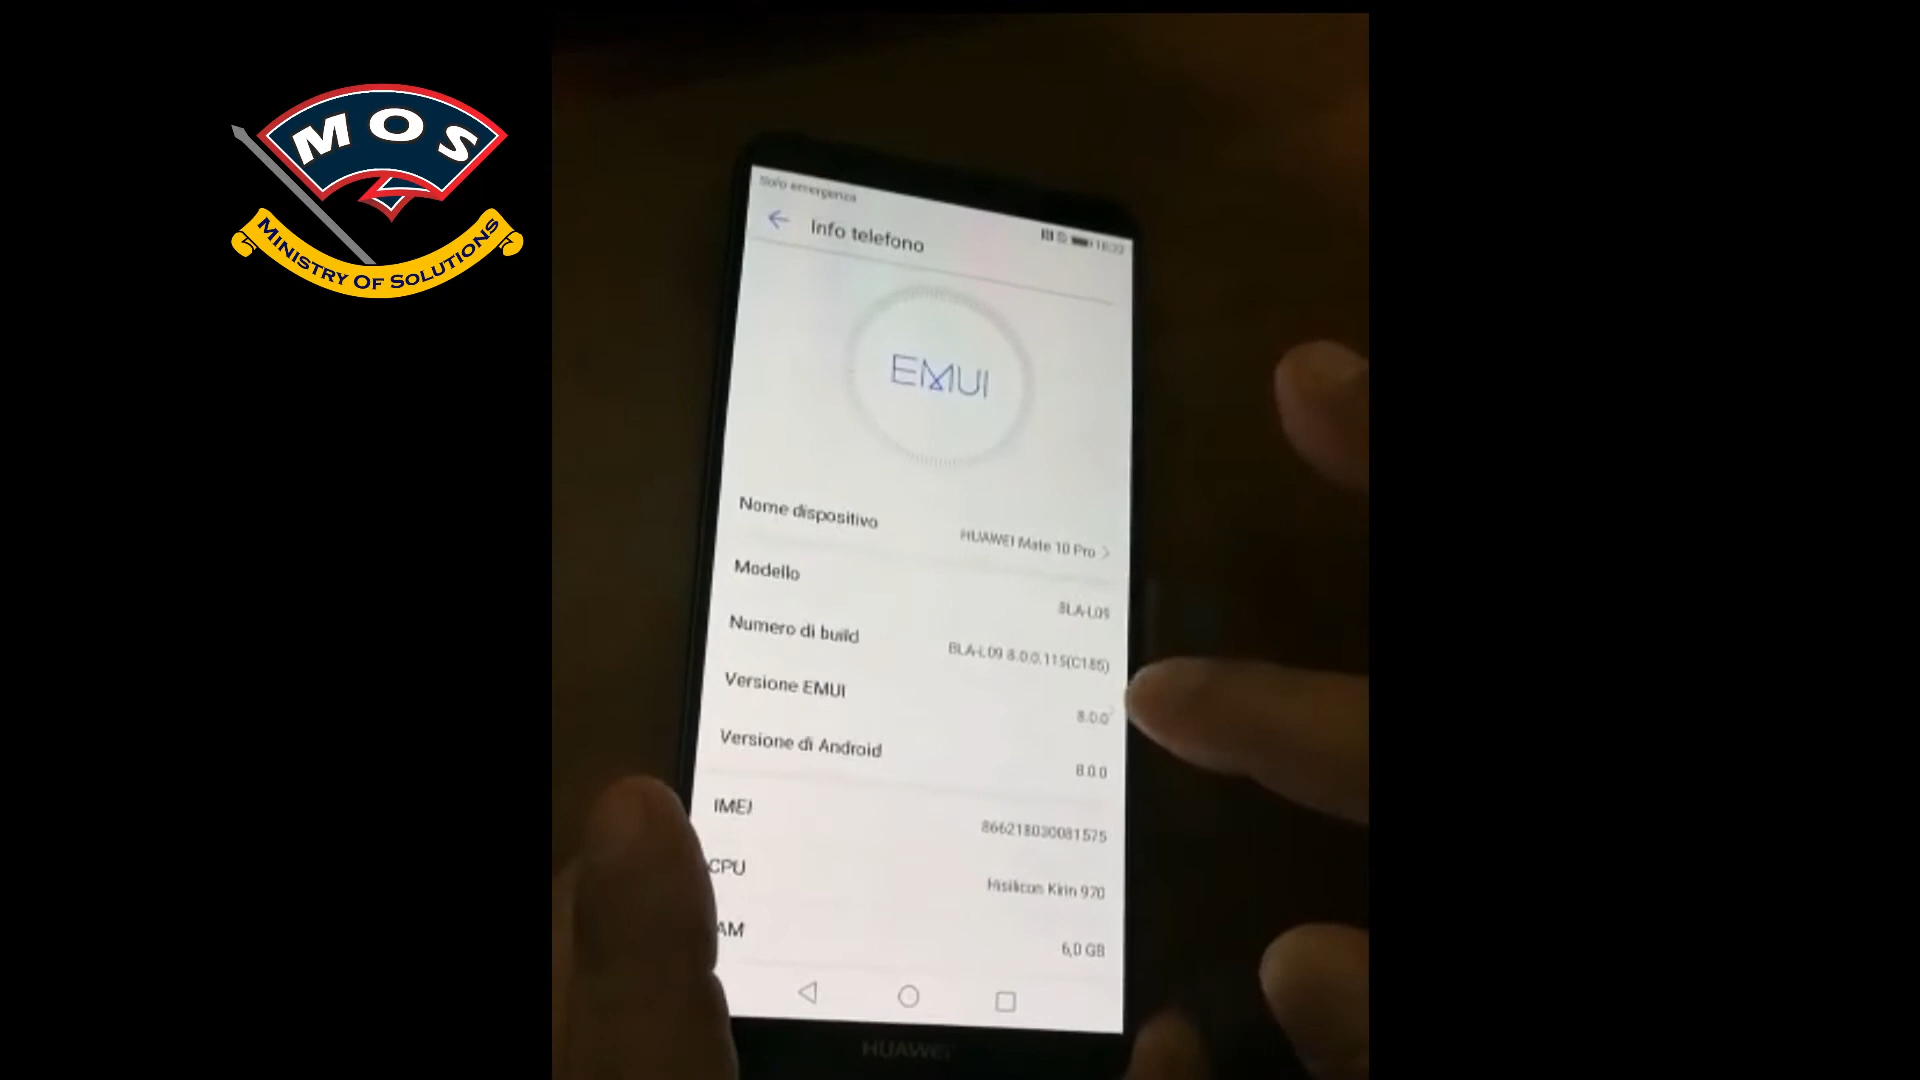 MOS
MINISTRY OF SOLUTIONS
Solo emergenza
Info telefono
EMUI
Nome dispositivo
HUAWEI Mate 10 Pro
Modello
BLA-L09
Numero di build
BLA-L09 8.0.0.115(C185)
Versione EMUI
8.0.0
Versione di Android
8.0.0
IMEI
866218030081575
CPU
Hisilicon Kirin 970
AM
6,0 GB
HUAWEI